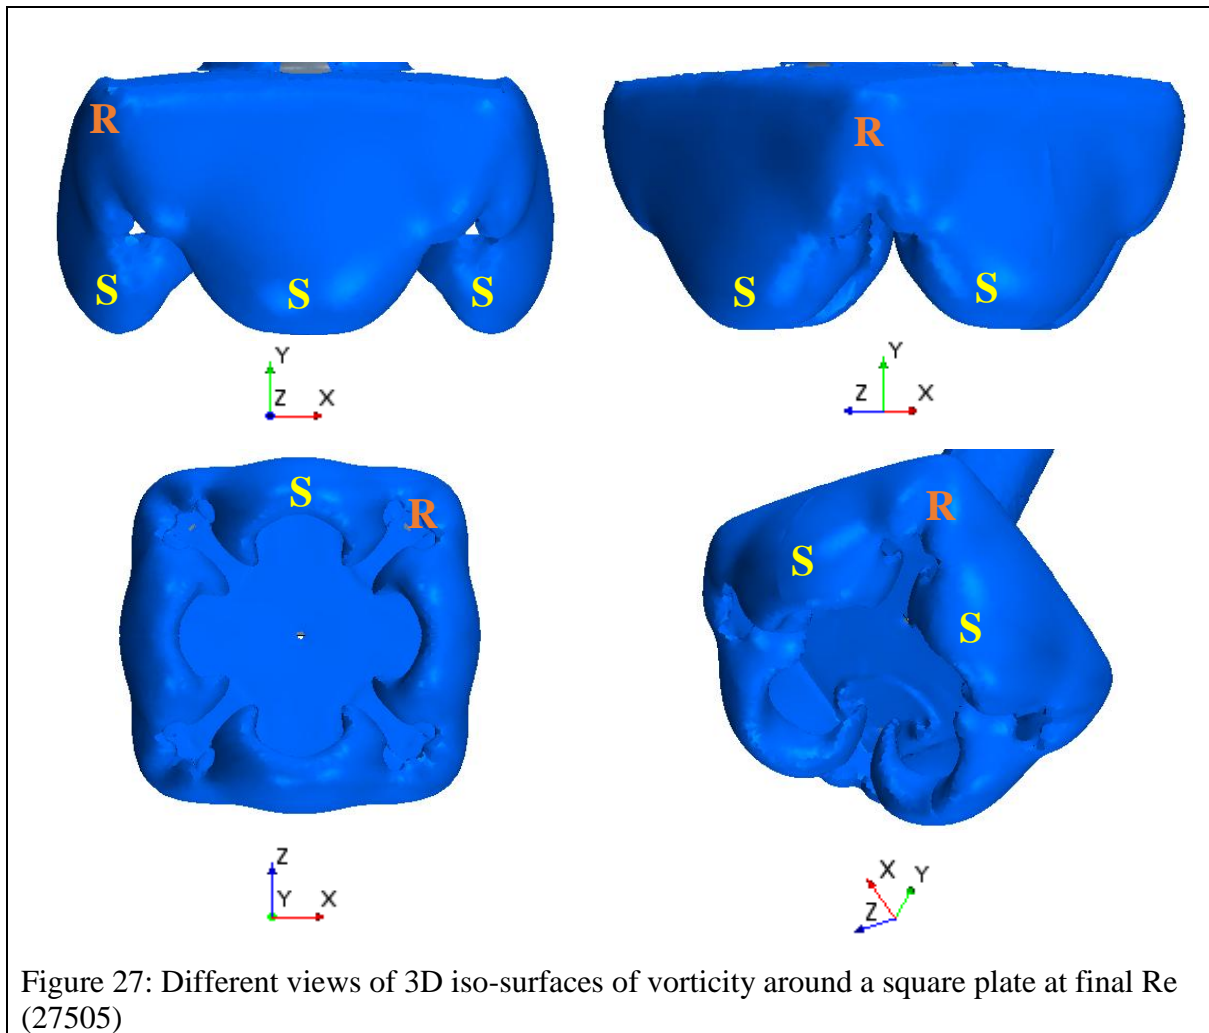 R
R
S
S
S
S
S
Y
Z
X
Y
Z
X
S
R
R
S
S
Z
Y
X
X
Y
Z
Figure 27: Different views of 3D iso-surfaces of vorticity around a square plate at final Re
(27505)